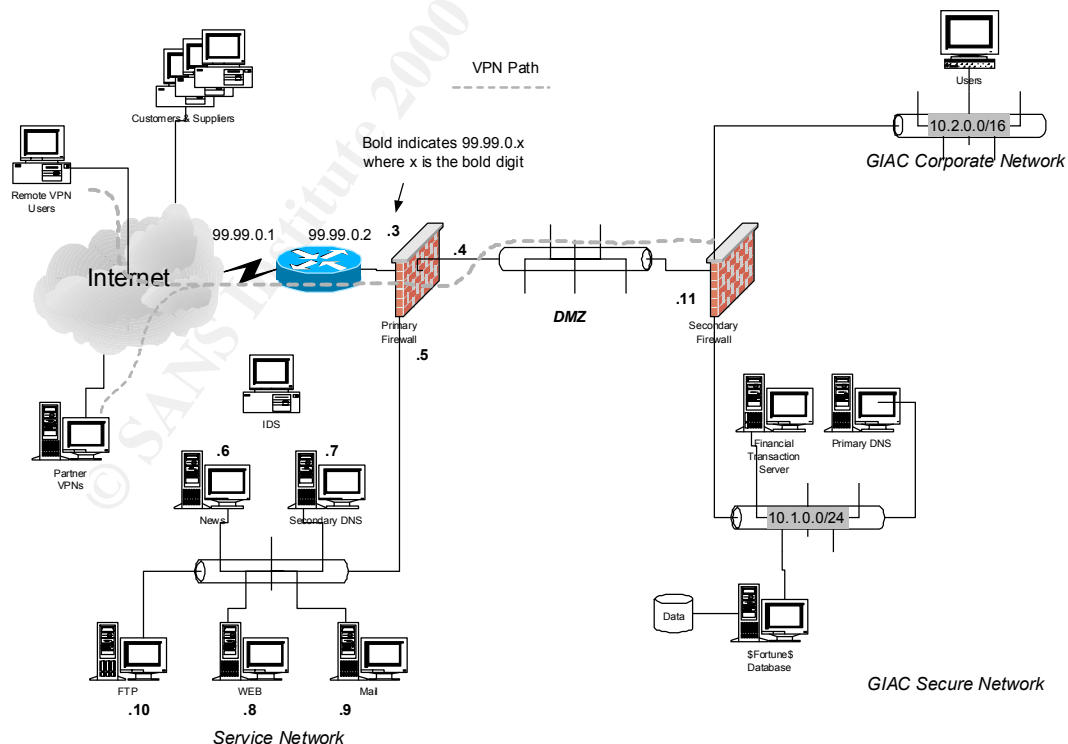 VPN Path
Users
Customers & Suppliers
10.2.0.0/16
Bold indicates 99.99.0.x
where x is the bold digit
GIAC Corporate Network
Remote VPN
Users
.3
99.99.0.1
99.99.0.2
.4
Internet
.11
DMZ
Primary
Firewall
Secondary
Firewall
.5
IDS
Financial
Transaction
Server
Primary DNS
Partner
VPNs
.6
.7
News
Secondary DNS
10.1.0.0/24
Data
$Fortune$
Database
FTP
WEB
Mail
.10
.8
.9
GIAC Secure Network
Service Network
© SANS Institute 2000